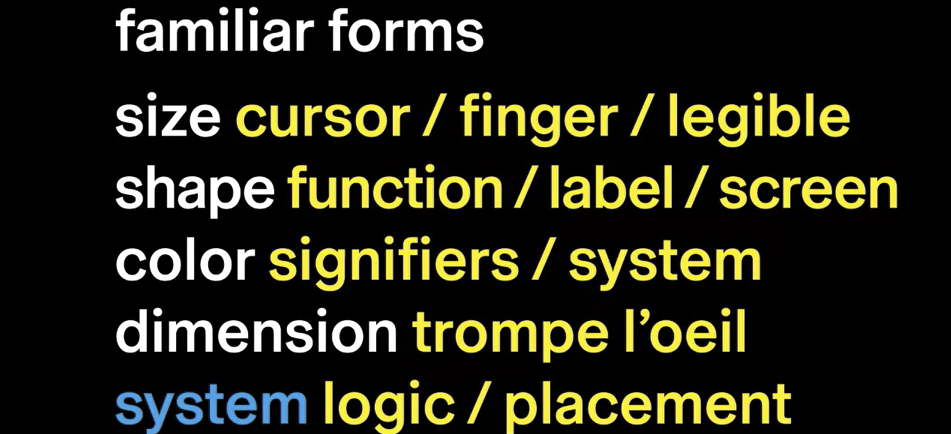 familiar forms
size cursor / finger / legible
shape function / label / screen
color signifiers / system
dimension trompe l’oeil
system logic / placement